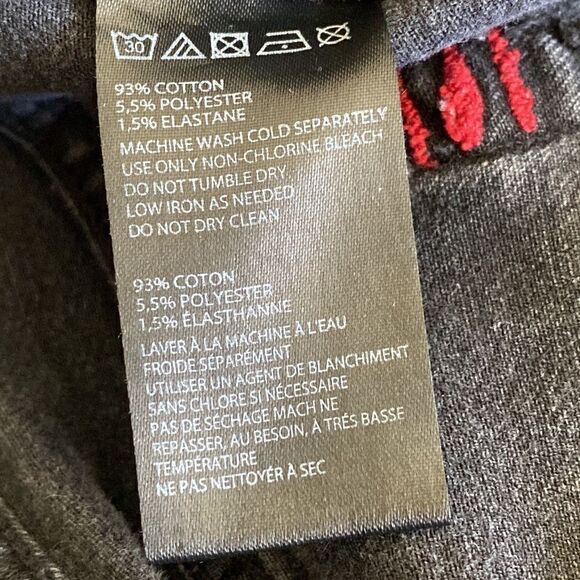 30
93% COTTON
5,5% POLYESTER
1,5% ELASTANE
MACHINE WASH COLD SEPARATELY
USE ONLY NON-CHLORINE BLEACH
DO NOT TUMBLE DRY
LOW IRON AS NEEDED
DO NOT DRY CLEAN
93% COTON
5,5% POLYESTER
1,5% ÉLASTHANNE
LAVER À LA MACHINE À L'EAU
FROIDE SÉPARÉMENT
UTILISER UN AGENT DE BLANCHIMENT
SANS CHLORE SI NÉCESSAIRE
PAS DE SÉCHAGE MACH NE
REPASSER, AU BESOIN, À TRÉS BASSE
TEMPÉRATURE
NE PAS NETTOYER À SEC